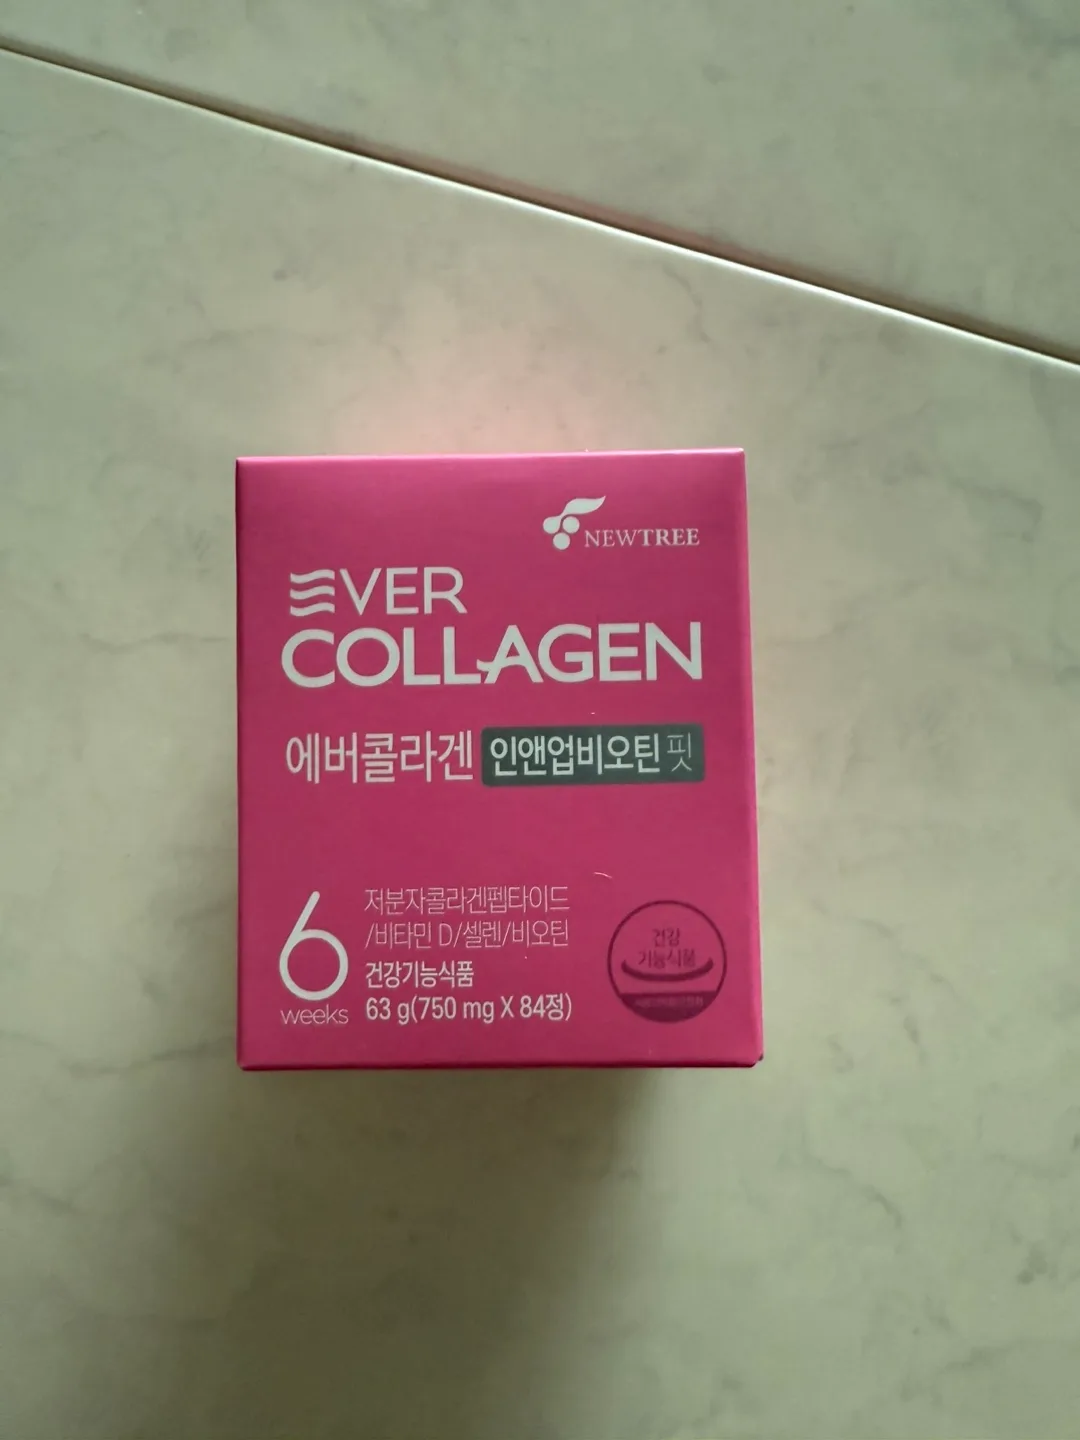 NEWTREE
EVER
COLLAGEN
에버콜라겐 인앤업비오틴 핏
6
weeks
저분자콜라겐펩타이드
/비타민 D/셀렌/비오틴
건강기능식품
63 g(750 mg X 84정)
건강
기능식품